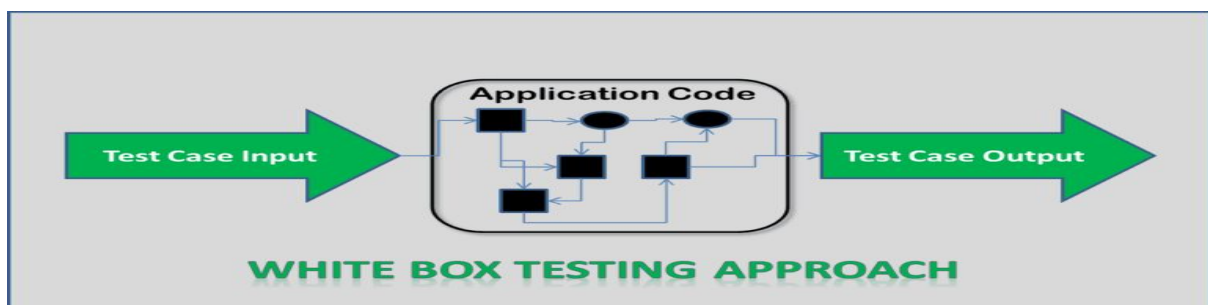 Application Code
Test Case Input
Test Case Output
WHITE BOX TESTING APPROACH